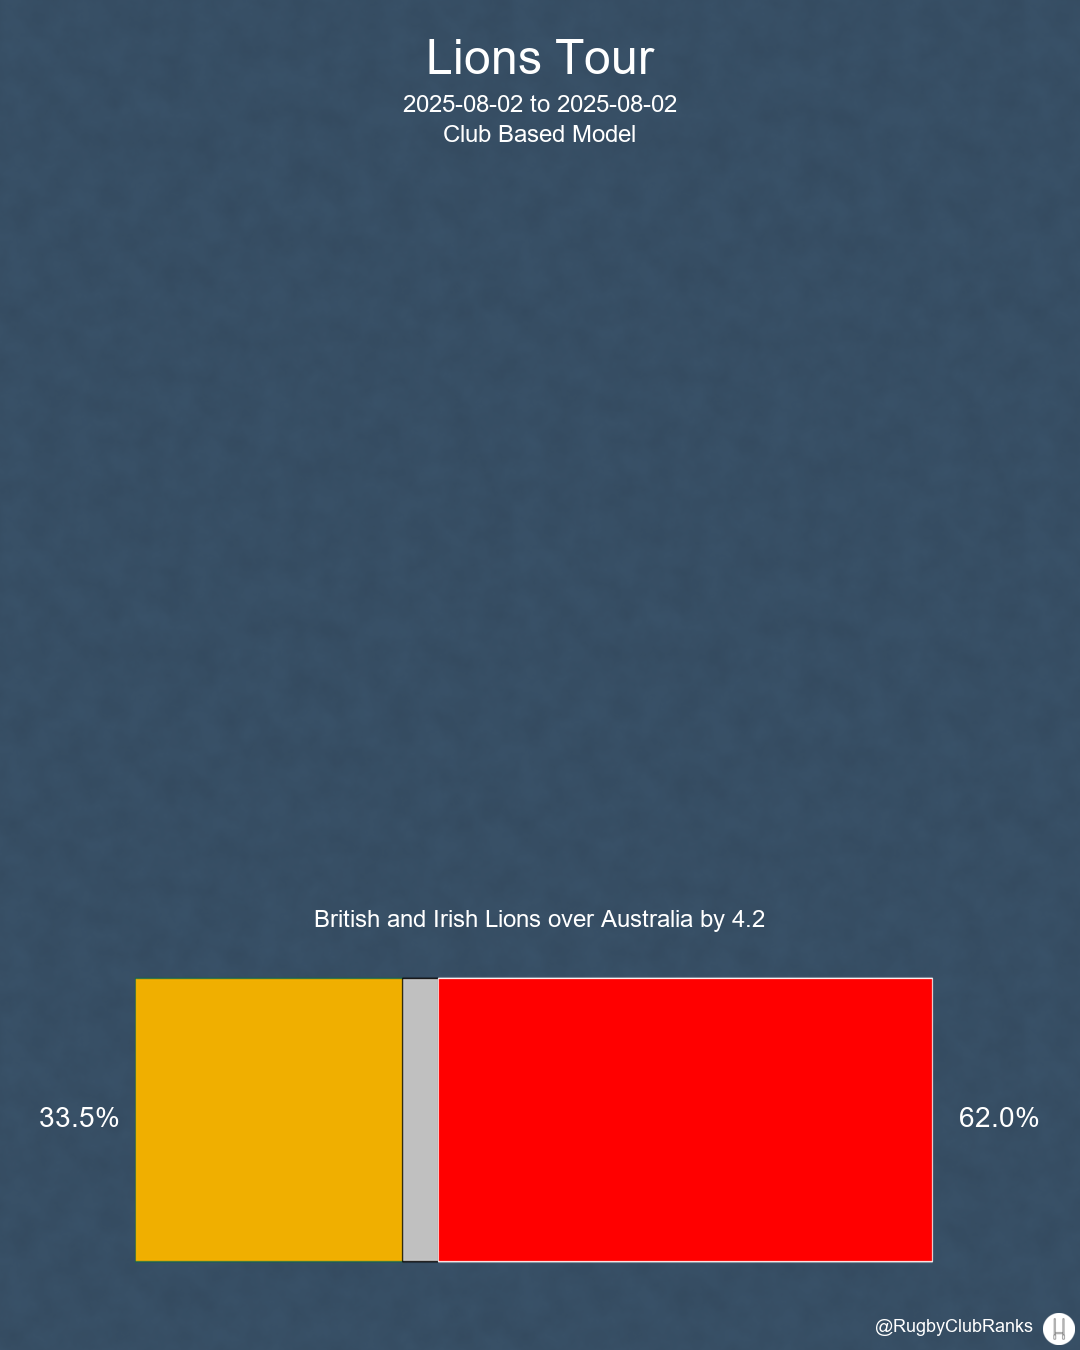 Lions Tour
2025-08-02 to 2025-08-02
Club Based Model
British and Irish Lions over Australia by 4.2
33.5%
62.0%
@RugbyClubRanks